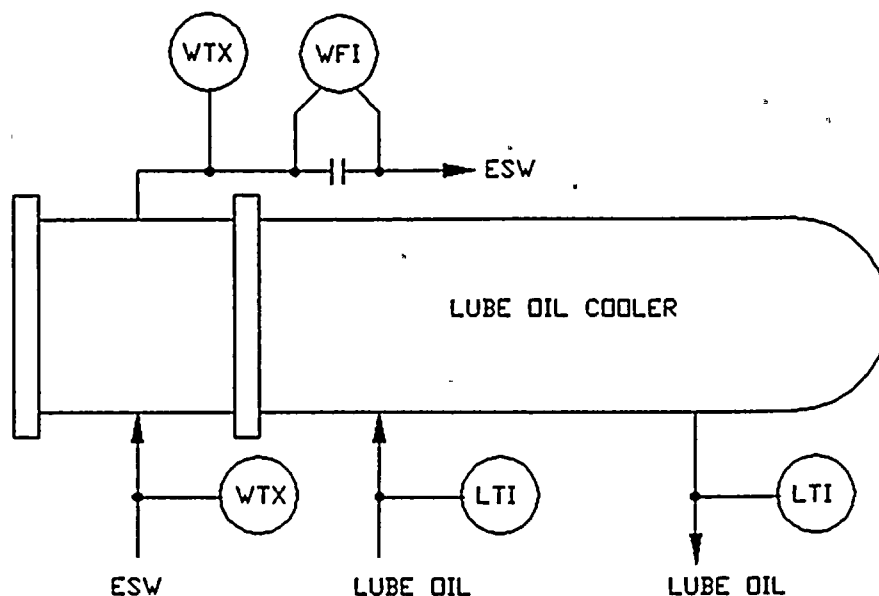 WTX
WFI
ESW
LUBE OIL COOLER
WTX
LTI
LTI
ESW
LUBE OIL
LUBE OIL